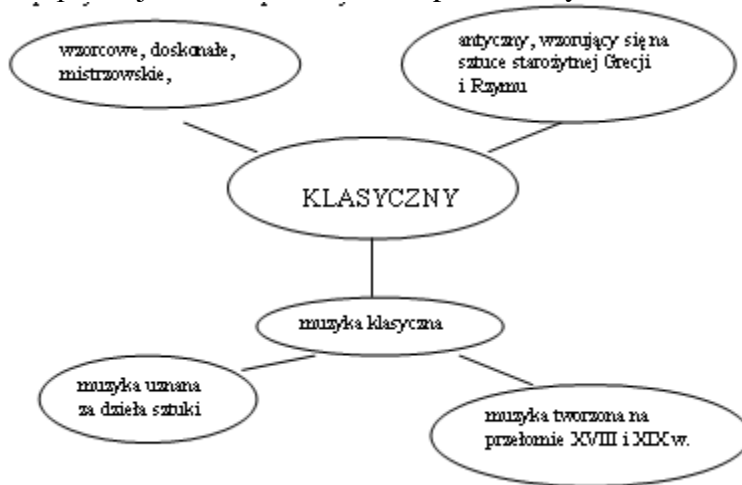 wzorcowe, doskonałe,
mistrzowskie,
antyczny, wzorujący się na
sztuce starożytnej Grecji
i Rzymu
KLASYCZNY
muzyka klasyczna
muzyka uznana
za dzieła sztuki
muzyka tworzona na
przełomie XVIII i XIX w.